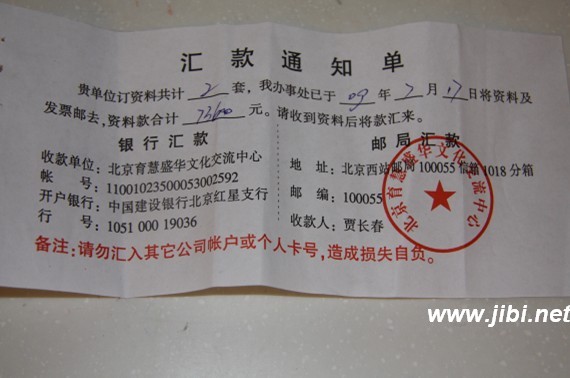 汇款通知单
贵单位订资料共计 2 套,我办事处已于 09 年 2 月 17 日将资料及
发票邮去,资料款合计 元。请收到资料后将款汇来。
银行汇款
收款单位:北京育慧盛华文化交流中心
帐 号:11001023500053002592
开户银行:中国建设银行北京红星支行
行 号:1051 000 19036
邮局汇款
地 址:北京西站邮局 100055 信箱 1018 分箱
邮 编:100055
收款人:贾长春
北京育慧盛华文化交流中心
备注:请勿汇入其它公司帐户或个人卡号,造成损失自负。
www.jibi.net